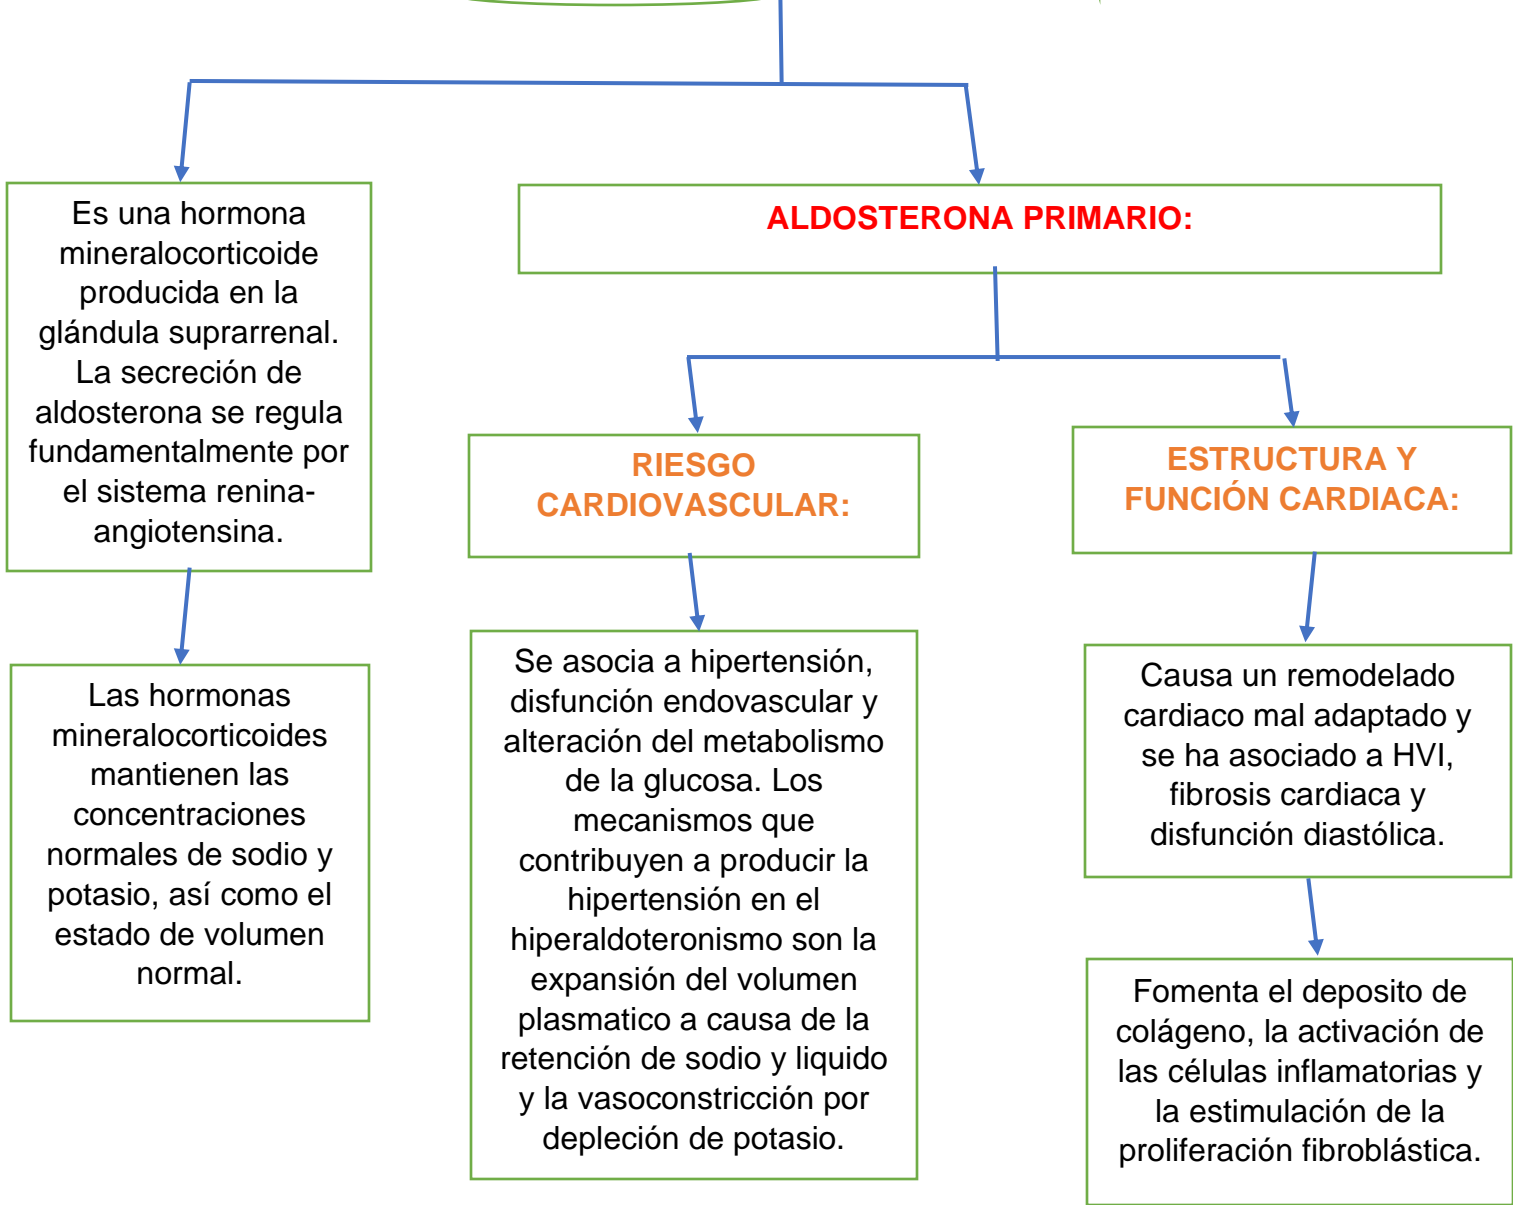 Es una hormona
mineralocorticoide
producida en la
glándula suprarrenal.
La secreción de
aldosterona se regula
fundamentalmente por
el sistema renina-
angiotensina.
Las hormonas
mineralocorticoides
mantienen las
concentraciones
normales de sodio y
potasio, así como el
estado de volumen
normal.
ALDOSTERONA PRIMARIO:
RIESGO
CARDIOVASCULAR:
Se asocia a hipertensión,
disfunción endovascular y
alteración del metabolismo
de la glucosa. Los
mecanismos que
contribuyen a producir la
hipertensión en el
hiperaldoteronismo son la
expansión del volumen
plasmatico a causa de la
retención de sodio y liquido
y la vasoconstricción por
depleción de potasio.
ESTRUCTURA Y
FUNCIÓN CARDIACA:
Causa un remodelado
cardiaco mal adaptado y
se ha asociado a HVI,
fibrosis cardiaca y
disfunción diastólica.
Fomenta el deposito de
colágeno, la activación de
las células inflamatorias y
la estimulación de la
proliferación fibroblástica.